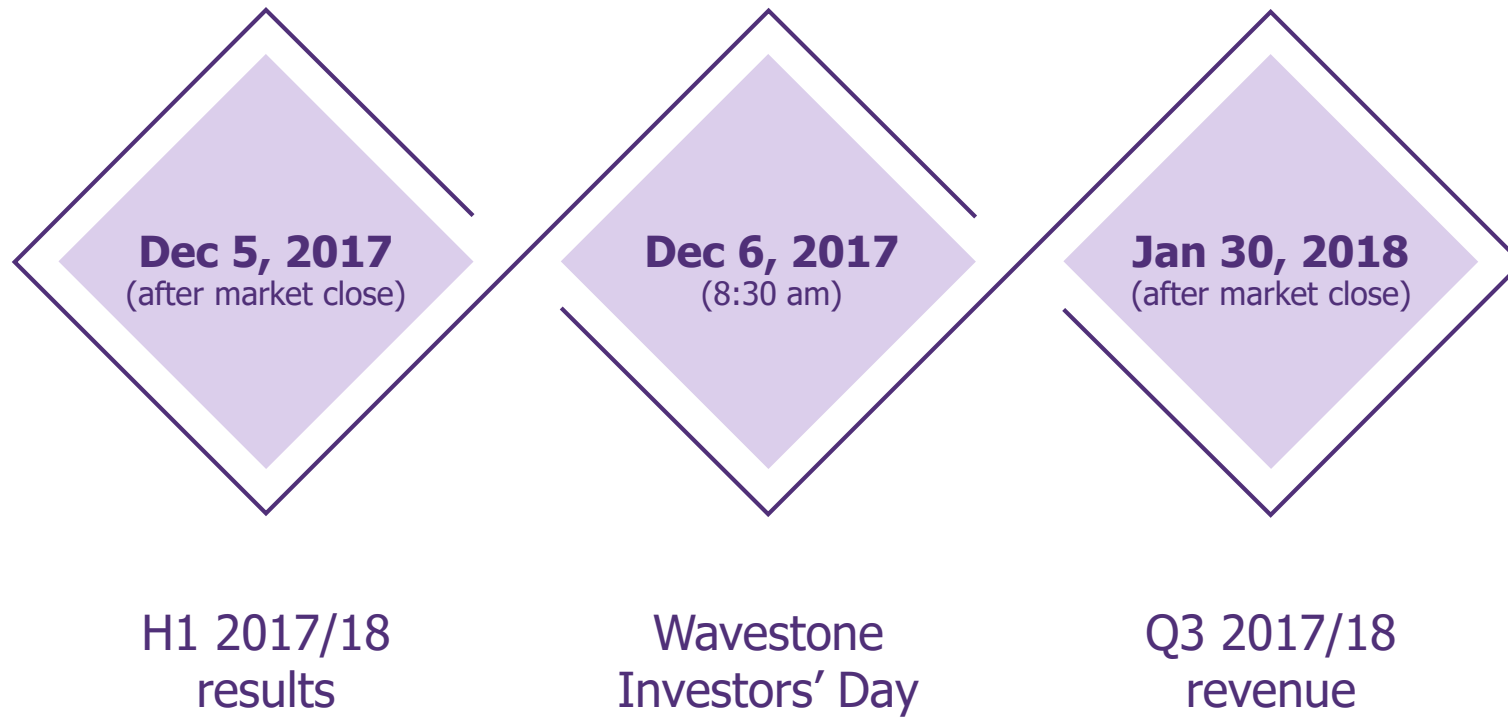 Dec 5, 2017
(after market close)
Dec 6, 2017
(8:30 am)
Jan 30, 2018
(after market close)
H1 2017/18
results
Wavestone
Investors’ Day
Q3 2017/18
revenue